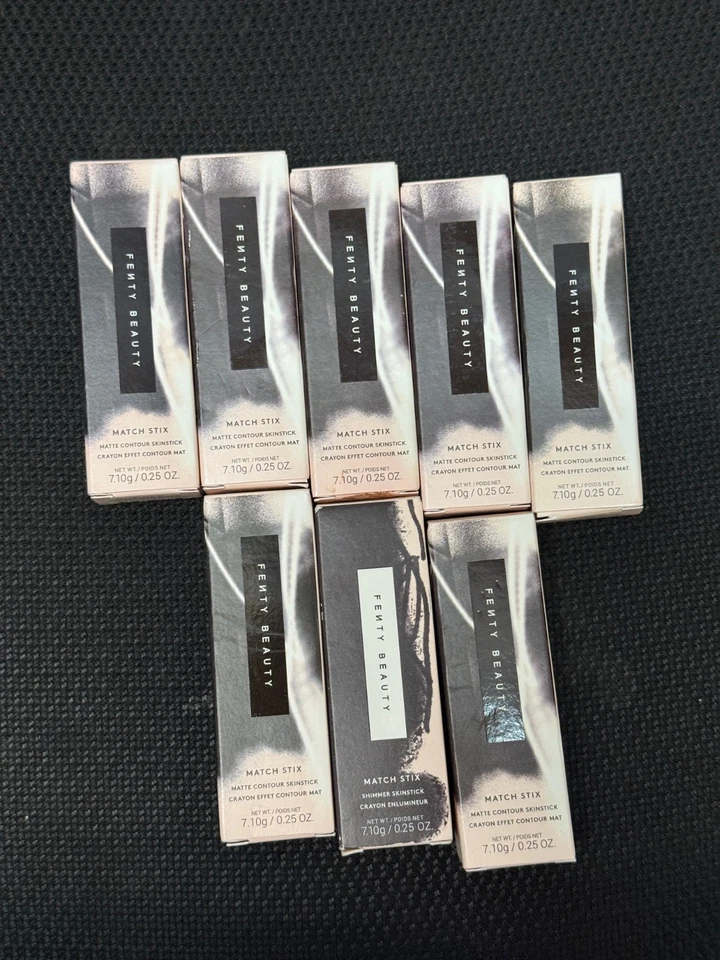 FENTY BEAUTY
MATCH STIX
MATTE CONTOUR SKINSTICK
CRAYON EFFET CONTOUR MAT
NET WT. / POIDS NET
7.10g / 0.25 OZ.
FENTY BEAUTY
MATCH STIX
MATTE CONTOUR SKINSTICK
CRAYON EFFET CONTOUR MAT
NET WT. / POIDS NET
7.10g / 0.25 OZ.
FENTY BEAUTY
MATCH STIX
MATTE CONTOUR SKINSTICK
CRAYON EFFET CONTOUR MAT
NET WT. / POIDS NET
7.10g / 0.25 OZ.
FENTY BEAUTY
MATCH STIX
MATTE CONTOUR SKINSTICK
CRAYON EFFET CONTOUR MAT
NET WT. / POIDS NET
7.10g / 0.25 OZ.
FENTY BEAUTY
MATCH STIX
MATTE CONTOUR SKINSTICK
CRAYON EFFET CONTOUR MAT
NET WT. / POIDS NET
7.10g / 0.25 OZ.
FENTY BEAUTY
MATCH STIX
MATTE CONTOUR SKINSTICK
CRAYON EFFET CONTOUR MAT
NET WT. / POIDS NET
7.10g / 0.25 OZ.
FENTY BEAUTY
MATCH STIX
SHIMMER SKINSTICK
CRAYON ENLUMINEUR
NET WT. / POIDS NET
7.10g / 0.25 OZ.
FENTY BEAUTY
MATCH STIX
MATTE CONTOUR SKINSTICK
CRAYON EFFET CONTOUR MAT
NET WT. / POIDS NET
7.10g / 0.25 OZ.